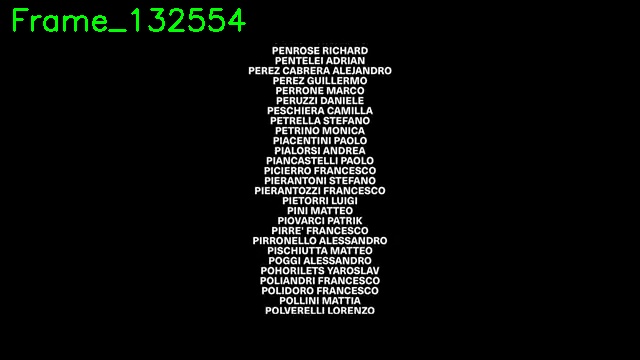 Frame_132554
PENROSE RICHARD
PENTELEI ADRIAN
PEREZ CABRERA ALEJANDRO
PEREZ GUILLERMO
PERRONE MARCO
PERUZZI DANIELE
PESCHIERA CAMILLA
PETRELLA STEFANO
PETRINO MONICA
PIACENTINI PAOLO
PIALORSI ANDREA
PIANCASTELLI PAOLO
PICIERRO FRANCESCO
PIERANTONI STEFANO
PIERANTOZZI FRANCESCO
PIETORRI LUIGI
PINI MATTEO
PIOVARCI PATRIK
PIRRE' FRANCESCO
PIRRONELLO ALESSANDRO
PISCHIUTTA MATTEO
POGGI ALESSANDRO
POHORILETS YAROSLAV
POLIANDRI FRANCESCO
POLIDORO FRANCESCO
POLLINI MATTIA
POLVERELLI LORENZO